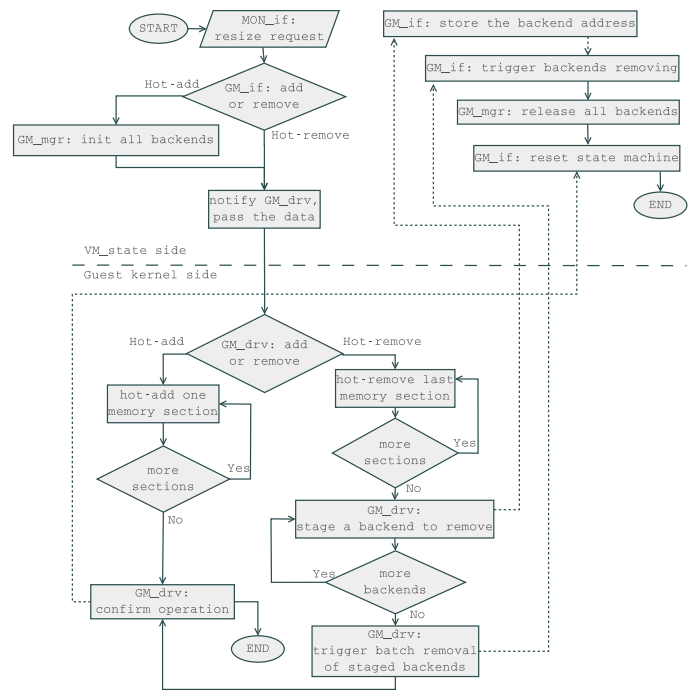 START
MON_if:
resize request
GM_if: store the backend address
GM_if: trigger backends removing
GM_mgr: release all backends
GM_if: reset state machine
END
Hot-add
GM_if: add
or remove
Hot-remove
GM_mgr: init all backends
notify GM_drv,
pass the data
VM_state side
Guest kernel side
Hot-add
GM_drv: add
or remove
Hot-remove
hot-add one
memory section
hot-remove last
memory section
more
sections
Yes
No
more
sections
Yes
No
GM_drv:
stage a backend to remove
Yes
more
backends
No
GM_drv:
confirm operation
END
GM_drv:
trigger batch removal
of staged backends